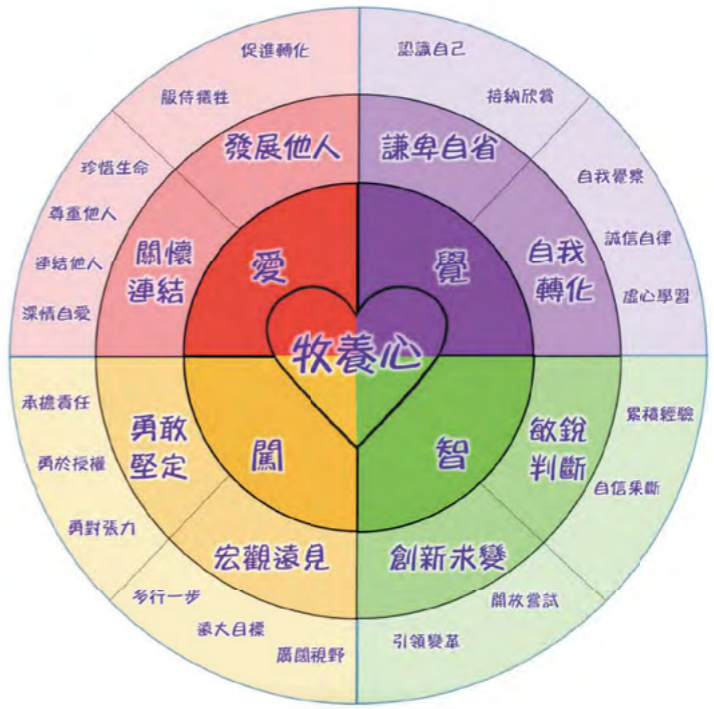 促進轉化
認識自己
服侍犧牲
接納欣賞
發展他人
謙卑自省
珍惜生命
自我覺察
尊重他人
誠信自律
連結他人
關懷
連結
愛
覺
自我
轉化
虛心學習
深情自愛
牧養心
承擔責任
勇敢
堅定
闖
智
敏銳
判斷
累積經驗
勇於授權
自信果斷
勇對張力
宏觀遠見
創新求變
多行一步
開放嘗試
遠大目標
引領變革
廣闊視野